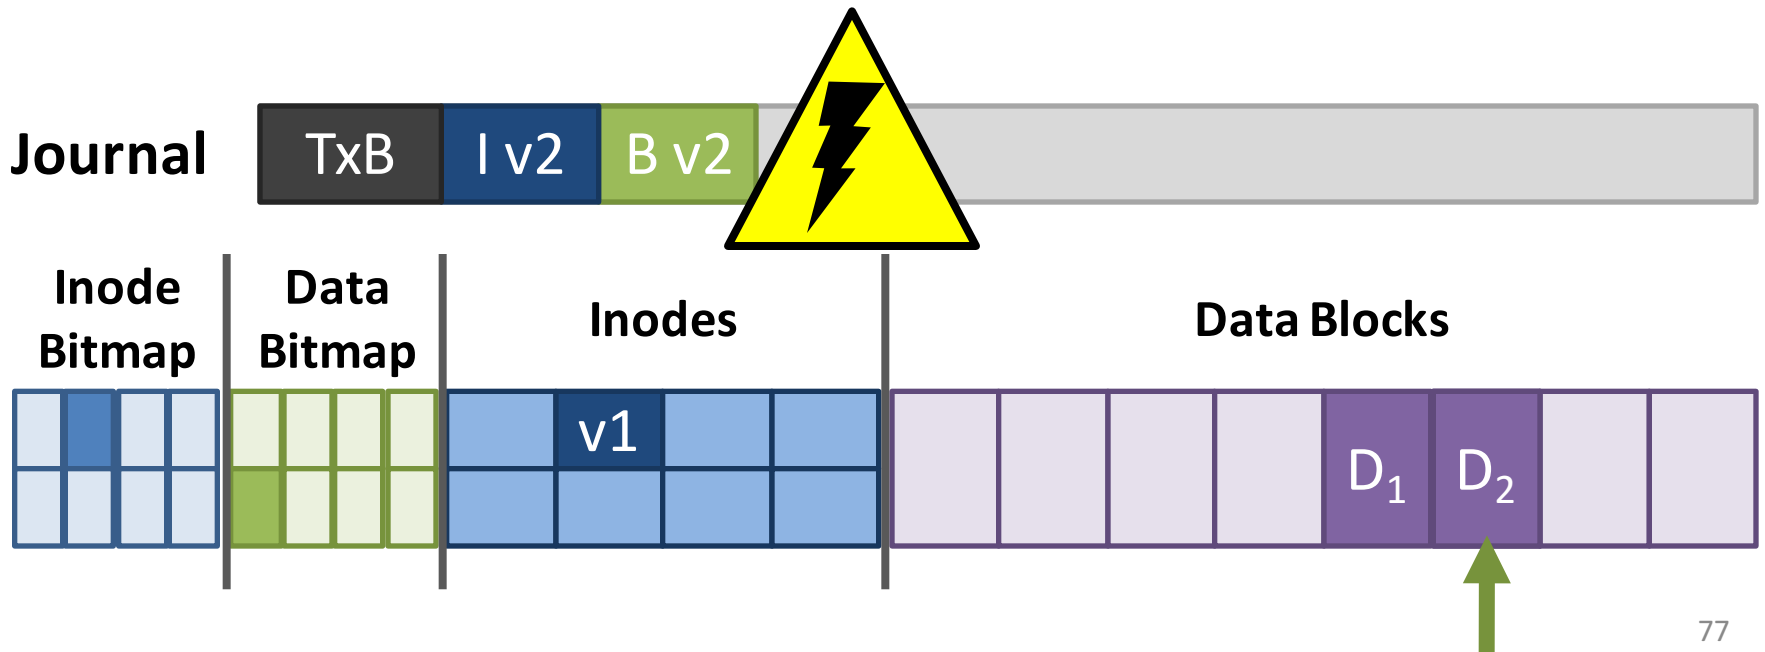 Journal TxB I v2 B v2
Inode Bitmap
Data Bitmap
Inodes
Data Blocks
v1
D₁ D₂
77